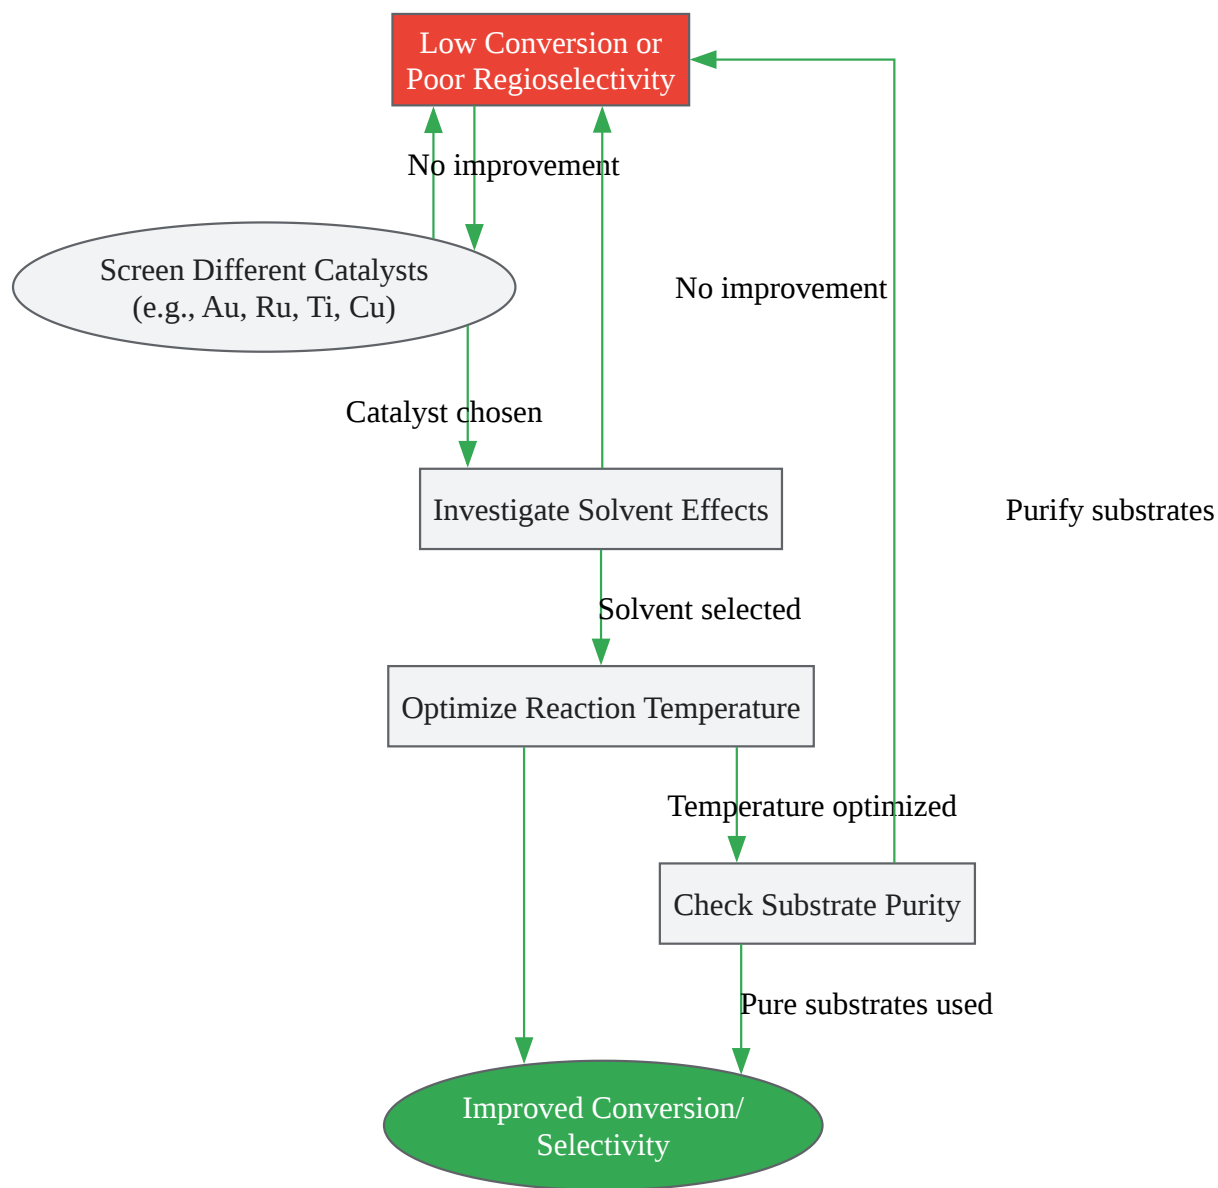 Low Conversion or
Poor Regioselectivity
No improvement
Screen Different Catalysts
(e.g., Au, Ru, Ti, Cu)
No improvement
Catalyst chosen
Investigate Solvent Effects
Purify substrates
Solvent selected
Optimize Reaction Temperature
Temperature optimized
Check Substrate Purity
Pure substrates used
Improved Conversion/
Selectivity